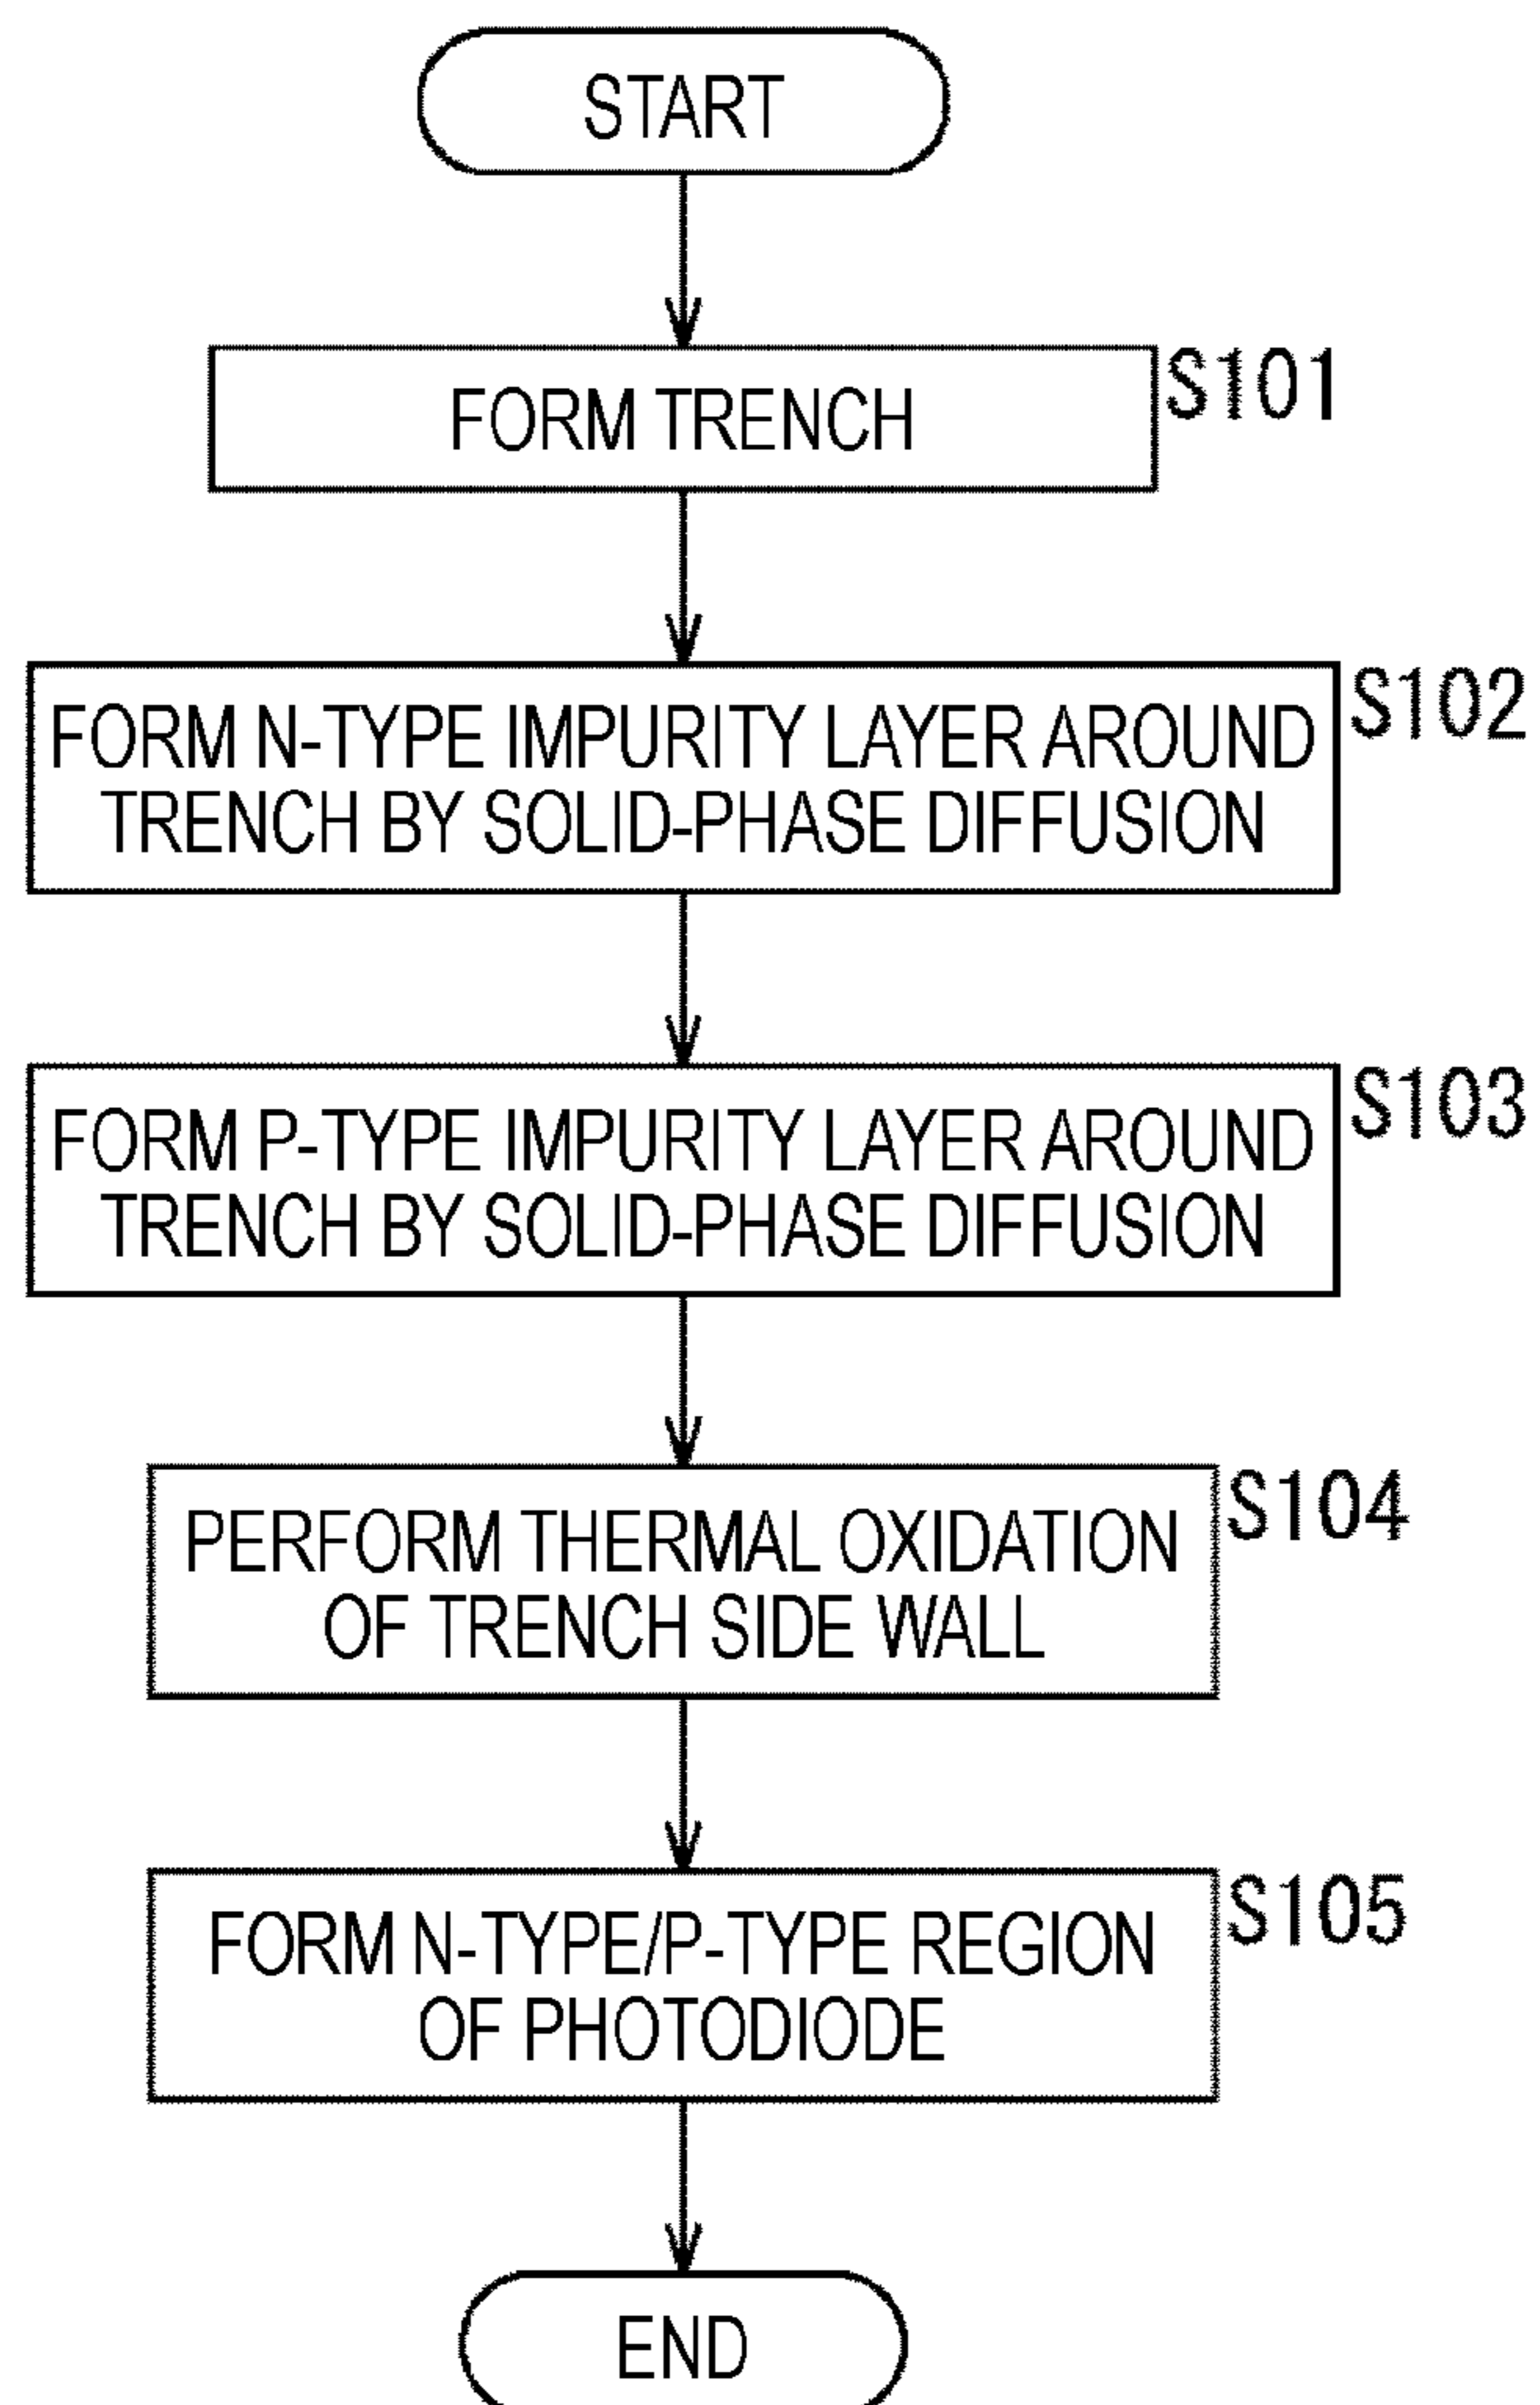 START
FORM TRENCH
S101
FORM N-TYPE IMPURITY LAYER AROUND
TRENCH BY SOLID-PHASE DIFFUSION
S102
FORM P-TYPE IMPURITY LAYER AROUND
TRENCH BY SOLID-PHASE DIFFUSION
S103
PERFORM THERMAL OXIDATION
OF TRENCH SIDE WALL
S104
FORM N-TYPE/P-TYPE REGION
OF PHOTODIODE
S105
END